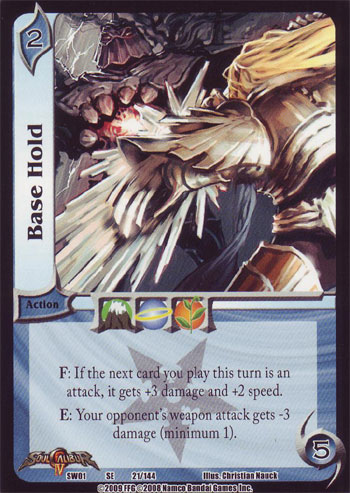 2
Base Hold
Action
F: If the next card you play this turn is an
attack, it gets +3 damage and +2 speed.
E: Your opponent's weapon attack gets -3
damage (minimum 1).
5
SOULCALIBUR
IV
SW01 SE 21/144 Illus. Christian Nauck
©2009 FFG ©2008 Namco Bandai Games Inc.